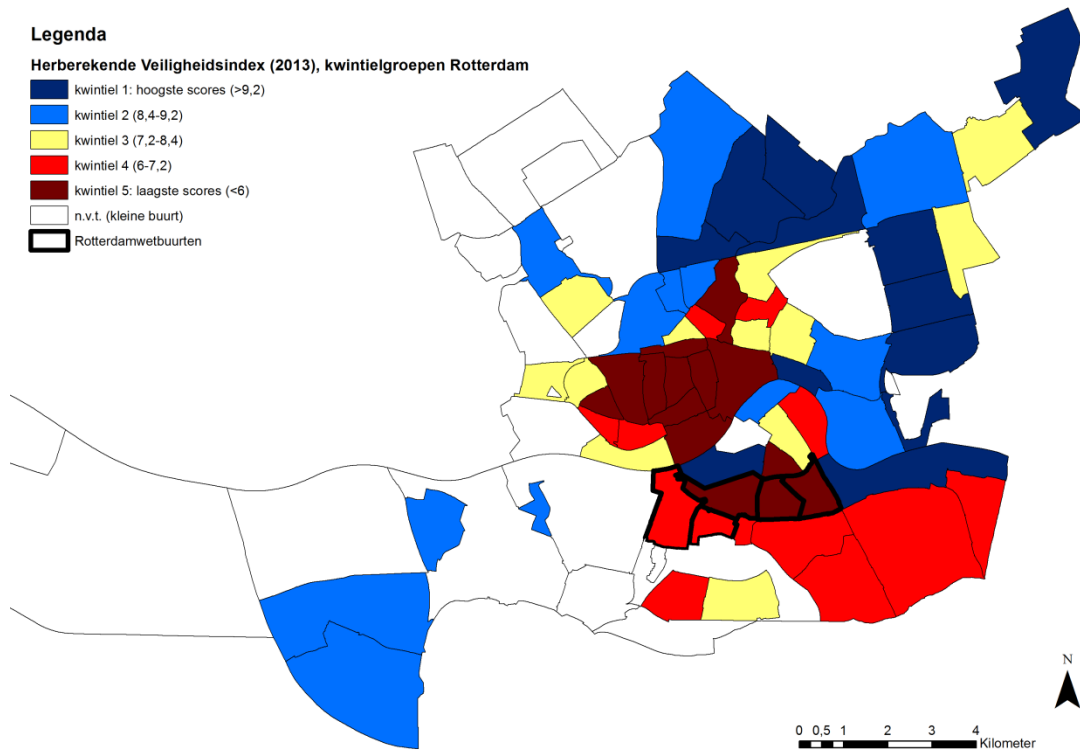 Legenda
Herberekende Veiligheidsindex (2013), kwintielgroepen Rotterdam
kwintiel 1: hoogste scores (>9,2)
kwintiel 2 (8,4-9,2)
kwintiel 3 (7,2-8,4)
kwintiel 4 (6-7,2)
kwintiel 5: laagste scores (<6)
n.v.t. (kleine buurt)
Rotterdamwetbuurten
N
0 0,5 1 2 3 4
Kilometer